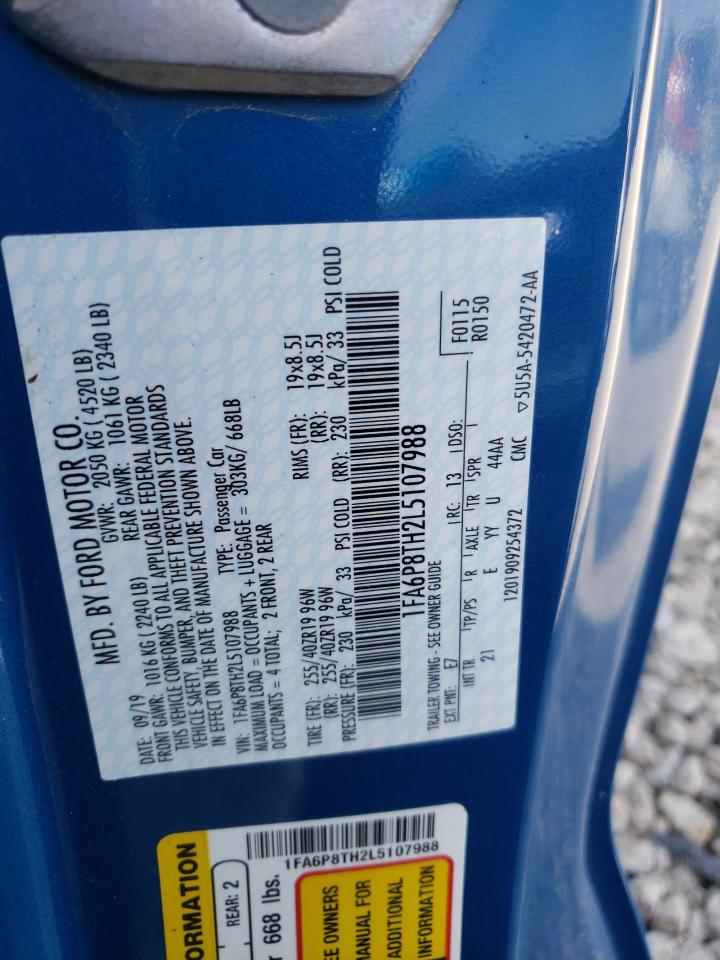 MFD. BY FORD MOTOR CO.
DATE: 09/19 GVWR: 2050 KG ( 4520 LB)
FRONT GAWR: 1016 KG ( 2240 LB) REAR GAWR: 1061 KG ( 2340 LB)
THIS VEHICLE CONFORMS TO ALL APPLICABLE FEDERAL MOTOR
VEHICLE SAFETY, BUMPER, AND THEFT PREVENTION STANDARDS
IN EFFECT ON THE DATE OF MANUFACTURE SHOWN ABOVE.
VIN: 1FA6P8TH2L5107988 TYPE: Passenger Car
MAXIMUM LOAD = OCCUPANTS + LUGGAGE = 303KG/ 668LB
OCCUPANTS = 4 TOTAL; 2 FRONT, 2 REAR
TIRE (FR): 255/40ZR19 96W RIMS (FR): 19x8.5J
(RR): 255/40ZR19 96W (RR): 19x8.5J
PRESSURE (FR): 230 kPa/ 33 PSI COLD (RR): 230 kPa/ 33 PSI COLD
1FA6P8TH2L5107988
TRAILER TOWING - SEE OWNER GUIDE
EXT PNT: E7 RC: 13 DSO: F0115
R0150
INT TR TP/PS R AXLE TR SPR
21 E YY U 44AA
1201909254372 CMC ▽5U5A-5420472-AA
1FA6P8TH2L5107988
ORMATION
REAR: 2
668 lbs.
EE OWNERS
MANUAL FOR
ADDITIONAL
INFORMATION